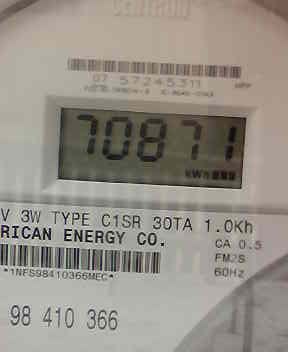 CENTRON
07 57245311
70871
kWh
V 3W TYPE C1SR 30TA 1.0Kh
RICAN ENERGY CO.
CA 0.5
FM2S
60Hz
*1NFS98410366MEC*
98 410 366